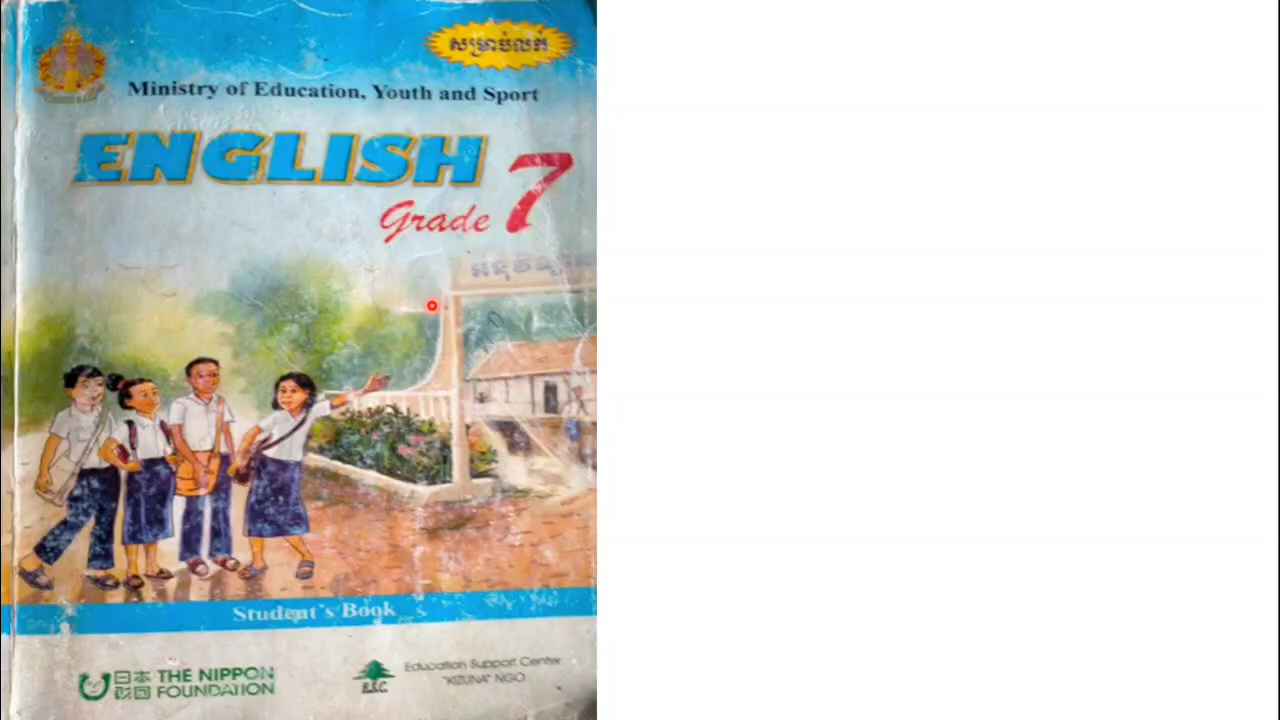 សម្រាប់លក់
Ministry of Education, Youth and Sport
ENGLISH
Grade 7
Student's Book
日本
財団
THE NIPPON
FOUNDATION
E.S.C.
Education Support Center
"KIZUNA" NGO